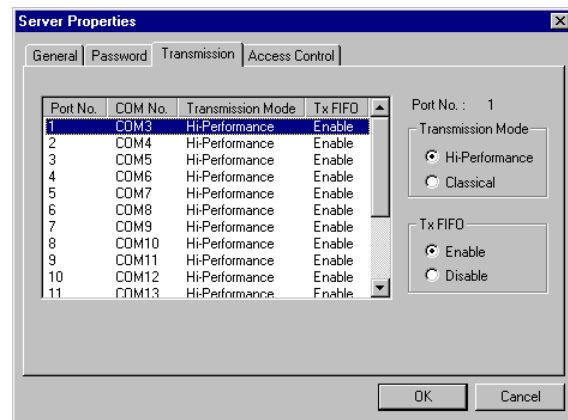 Server Properties
General Password Transmission Access Control
Port No. COM No. Transmission Mode Tx FIFO
1 COM3 Hi-Performance Enable
2 COM4 Hi-Performance Enable
3 COM5 Hi-Performance Enable
4 COM6 Hi-Performance Enable
5 COM7 Hi-Performance Enable
6 COM8 Hi-Performance Enable
7 COM9 Hi-Performance Enable
8 COM10 Hi-Performance Enable
9 COM11 Hi-Performance Enable
10 COM12 Hi-Performance Enable
11 COM13 Hi-Performance Enable
Port No. : 1
Transmission Mode
Hi-Performance
Classical
Tx FIFO
Enable
Disable
OK Cancel